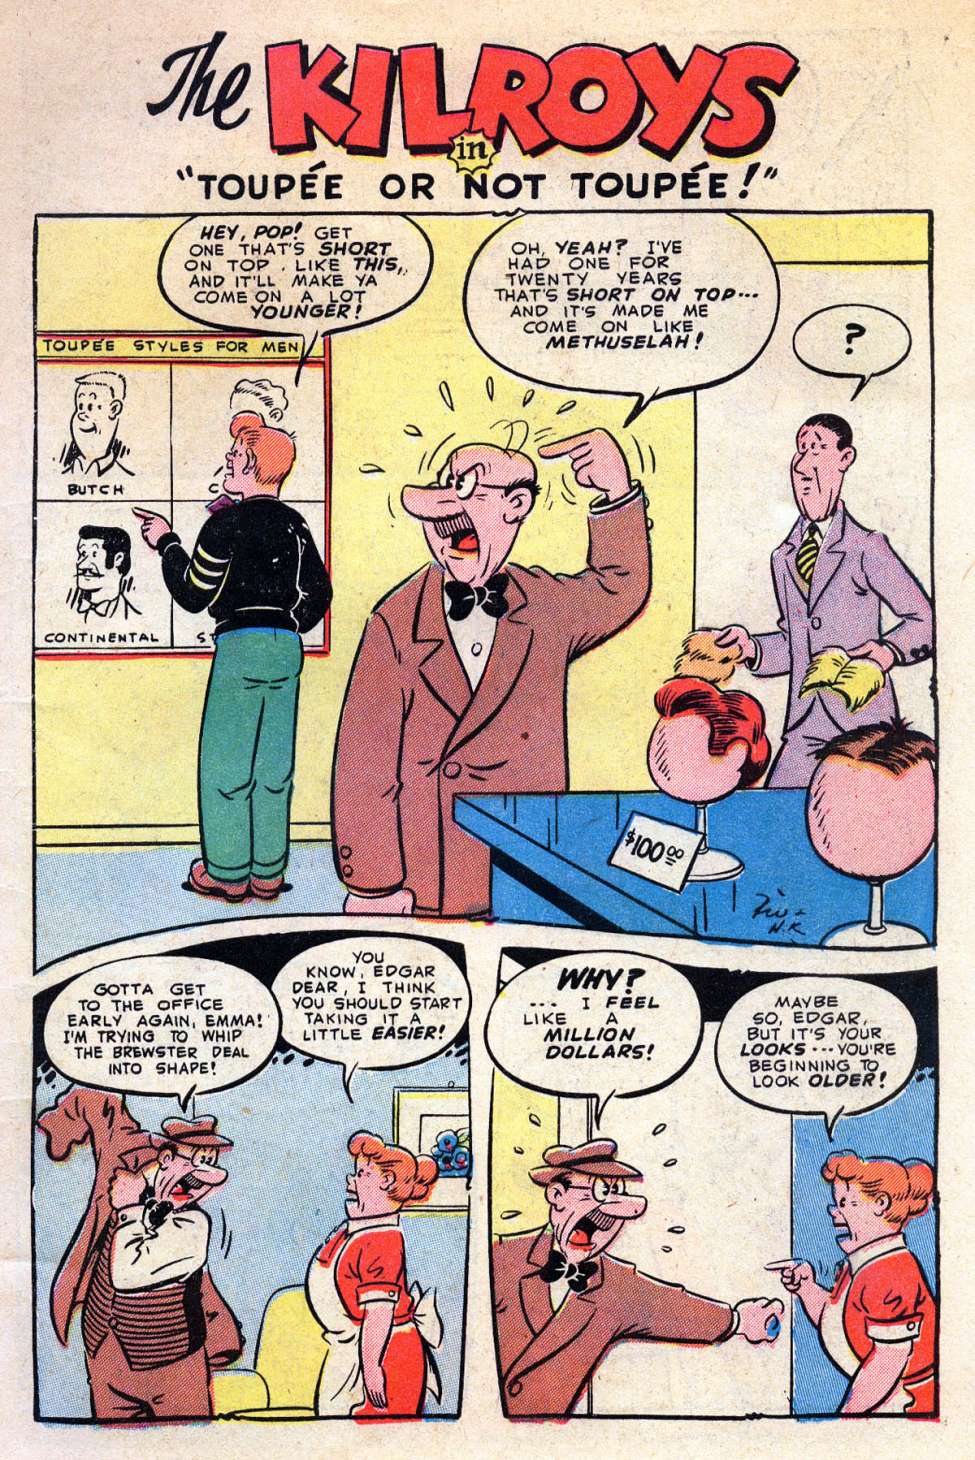 The KILROYS
in
"TOUPÉE OR NOT TOUPÉE!"
HEY, POP! GET
ONE THAT'S SHORT
ON TOP, LIKE THIS,
AND IT'LL MAKE YA
COME ON A LOT
YOUNGER!
OH, YEAH? I'VE
HAD ONE FOR
TWENTY YEARS
THAT'S SHORT ON TOP...
AND IT'S MADE ME
COME ON LIKE
METHUSELAH!
?
TOUPÉE STYLES FOR MEN
BUTCH
CONTINENTAL
$100.00
N.K.
GOTTA GET
TO THE OFFICE
EARLY AGAIN, EMMA!
I'M TRYING TO WHIP
THE BREWSTER DEAL
INTO SHAPE!
YOU
KNOW, EDGAR
DEAR, I THINK
YOU SHOULD START
TAKING IT A
LITTLE EASIER!
WHY?
... I FEEL
LIKE A
MILLION
DOLLARS!
MAYBE
SO, EDGAR,
BUT IT'S YOUR
LOOKS...YOU'RE
BEGINNING TO
LOOK OLDER!